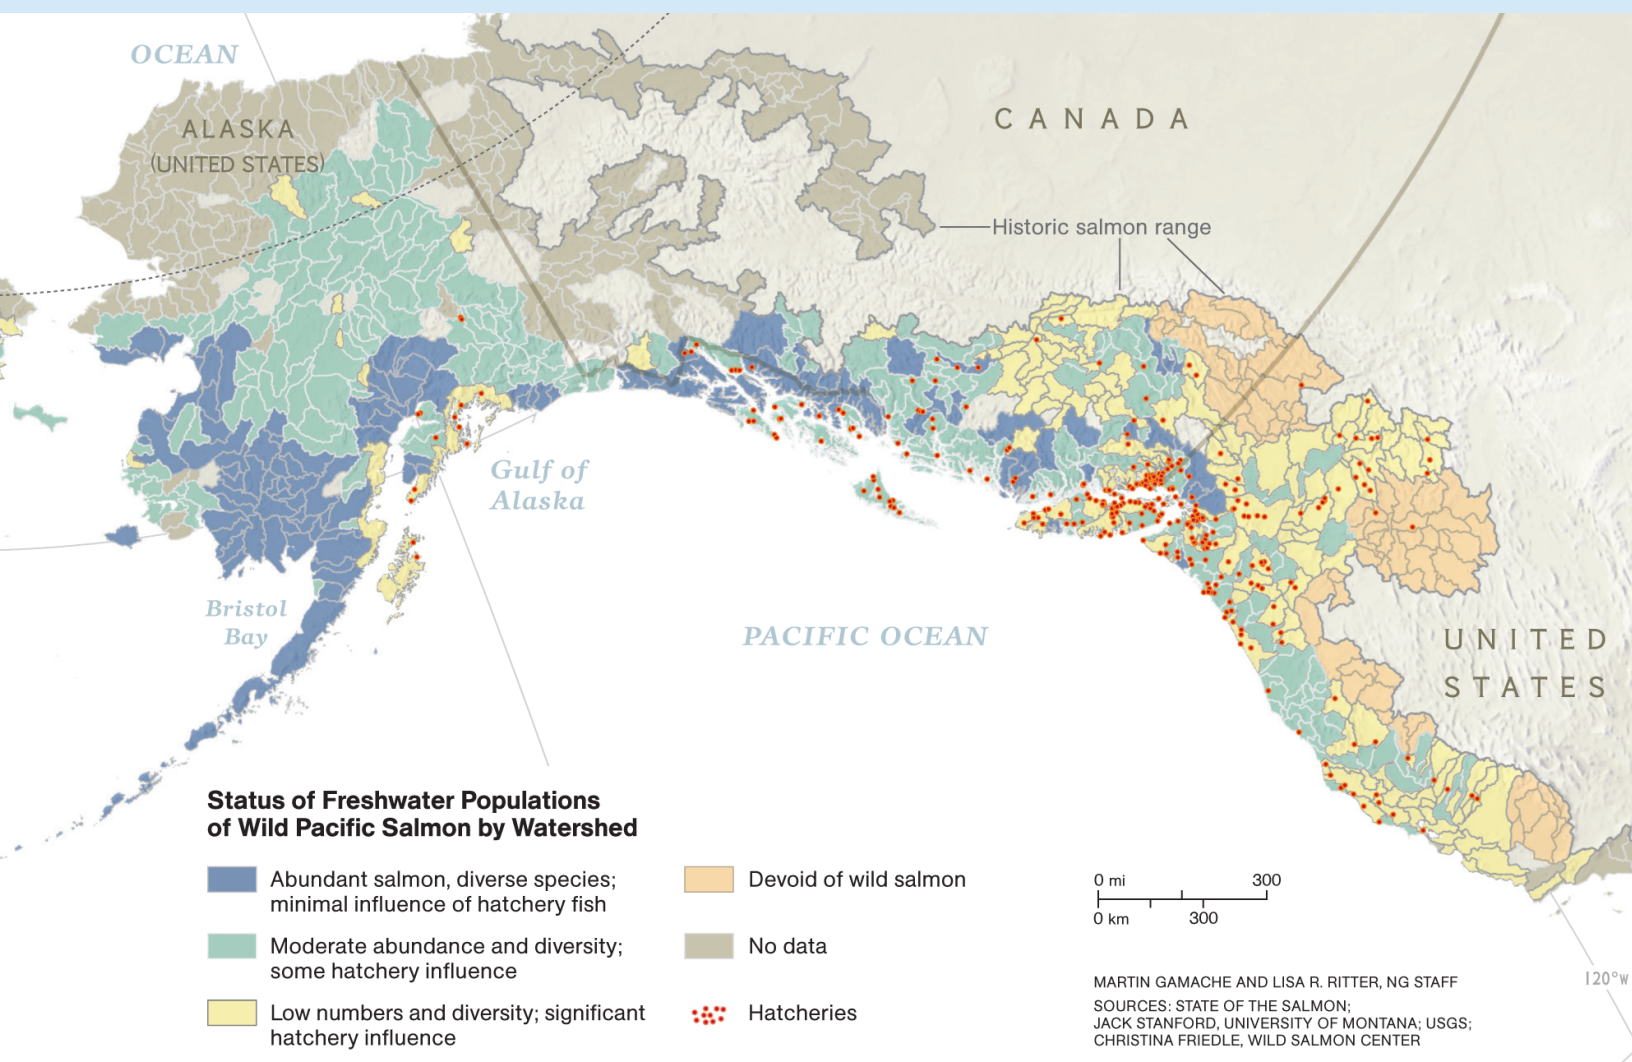 OCEAN
ALASKA
(UNITED STATES)
CANADA
Historic salmon range
Gulf of
Alaska
Bristol
Bay
PACIFIC OCEAN
UNITED
STATES
Status of Freshwater Populations
of Wild Pacific Salmon by Watershed
Abundant salmon, diverse species;
minimal influence of hatchery fish
Moderate abundance and diversity;
some hatchery influence
Low numbers and diversity; significant
hatchery influence
Devoid of wild salmon
No data
Hatcheries
0 mi 300
0 km 300
120°W
MARTIN GAMACHE AND LISA R. RITTER, NG STAFF
SOURCES: STATE OF THE SALMON;
JACK STANFORD, UNIVERSITY OF MONTANA; USGS;
CHRISTINA FRIEDLE, WILD SALMON CENTER